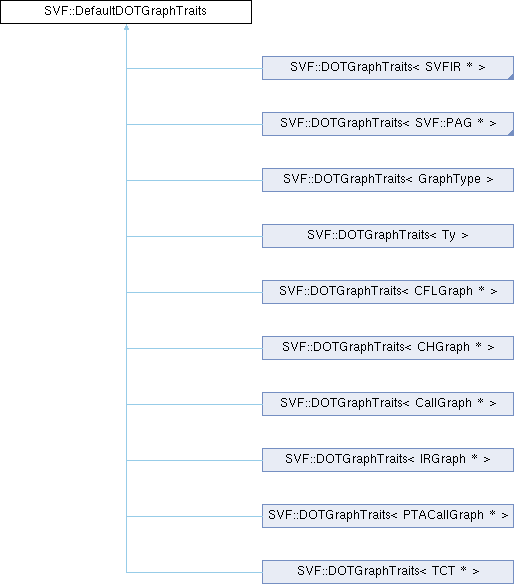 SVF::DefaultDOTGraphTraits
SVF::DOTGraphTraits< SVFIR * >
SVF::DOTGraphTraits< SVF::PAG * >
SVF::DOTGraphTraits< GraphType >
SVF::DOTGraphTraits< Ty >
SVF::DOTGraphTraits< CFLGraph * >
SVF::DOTGraphTraits< CHGraph * >
SVF::DOTGraphTraits< CallGraph * >
SVF::DOTGraphTraits< IRGraph * >
SVF::DOTGraphTraits< PTACallGraph * >
SVF::DOTGraphTraits< TCT * >